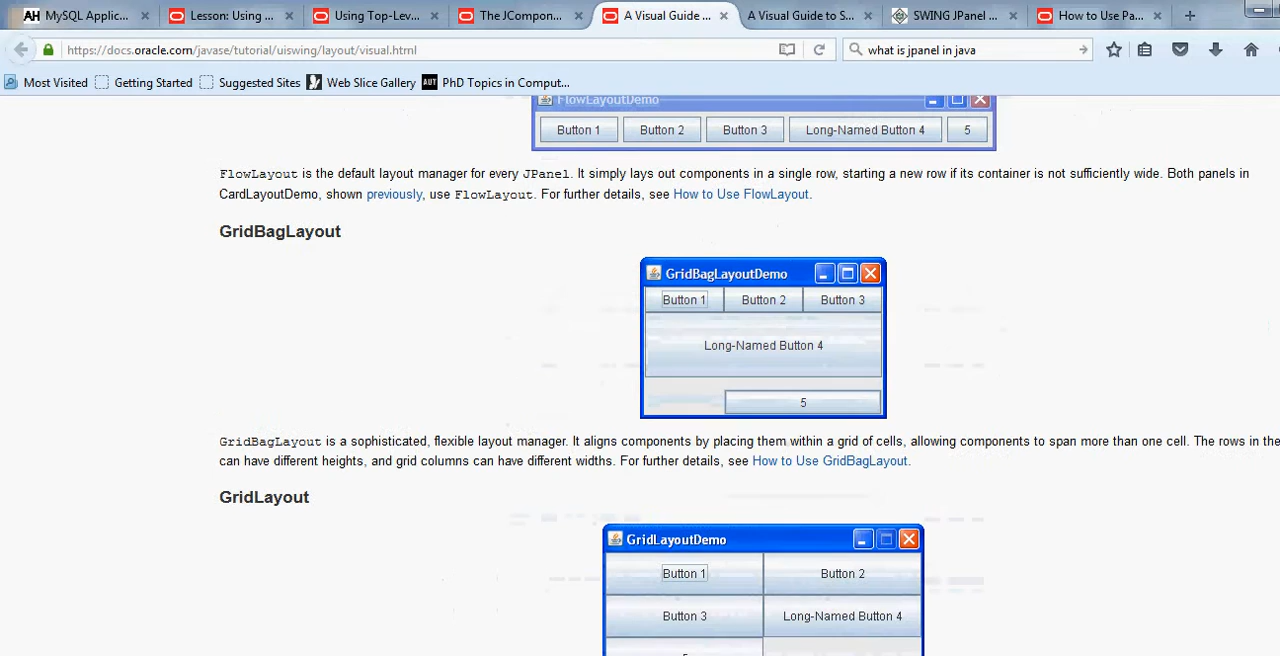 AH MySQL Applic...
Lesson: Using ...
Using Top-Lev...
The JCompon...
A Visual Guide ...
A Visual Guide to S...
SWING JPanel ...
How to Use Pa...
https://docs.oracle.com/javase/tutorial/uiswing/layout/visual.html
what is jpanel in java
Most Visited
Getting Started
Suggested Sites
Web Slice Gallery
AUT PhD Topics in Comput...
FlowLayoutDemo
Button 1 Button 2 Button 3 Long-Named Button 4 5
FlowLayout is the default layout manager for every JPanel. It simply lays out components in a single row, starting a new row if its container is not sufficiently wide. Both panels in
CardLayoutDemo, shown previously, use FlowLayout. For further details, see How to Use FlowLayout.
GridBagLayout
GridBagLayoutDemo
Button 1 Button 2 Button 3
Long-Named Button 4
5
GridBagLayout is a sophisticated, flexible layout manager. It aligns components by placing them within a grid of cells, allowing components to span more than one cell. The rows in the
can have different heights, and grid columns can have different widths. For further details, see How to Use GridBagLayout.
GridLayout
GridLayoutDemo
Button 1 Button 2
Button 3 Long-Named Button 4